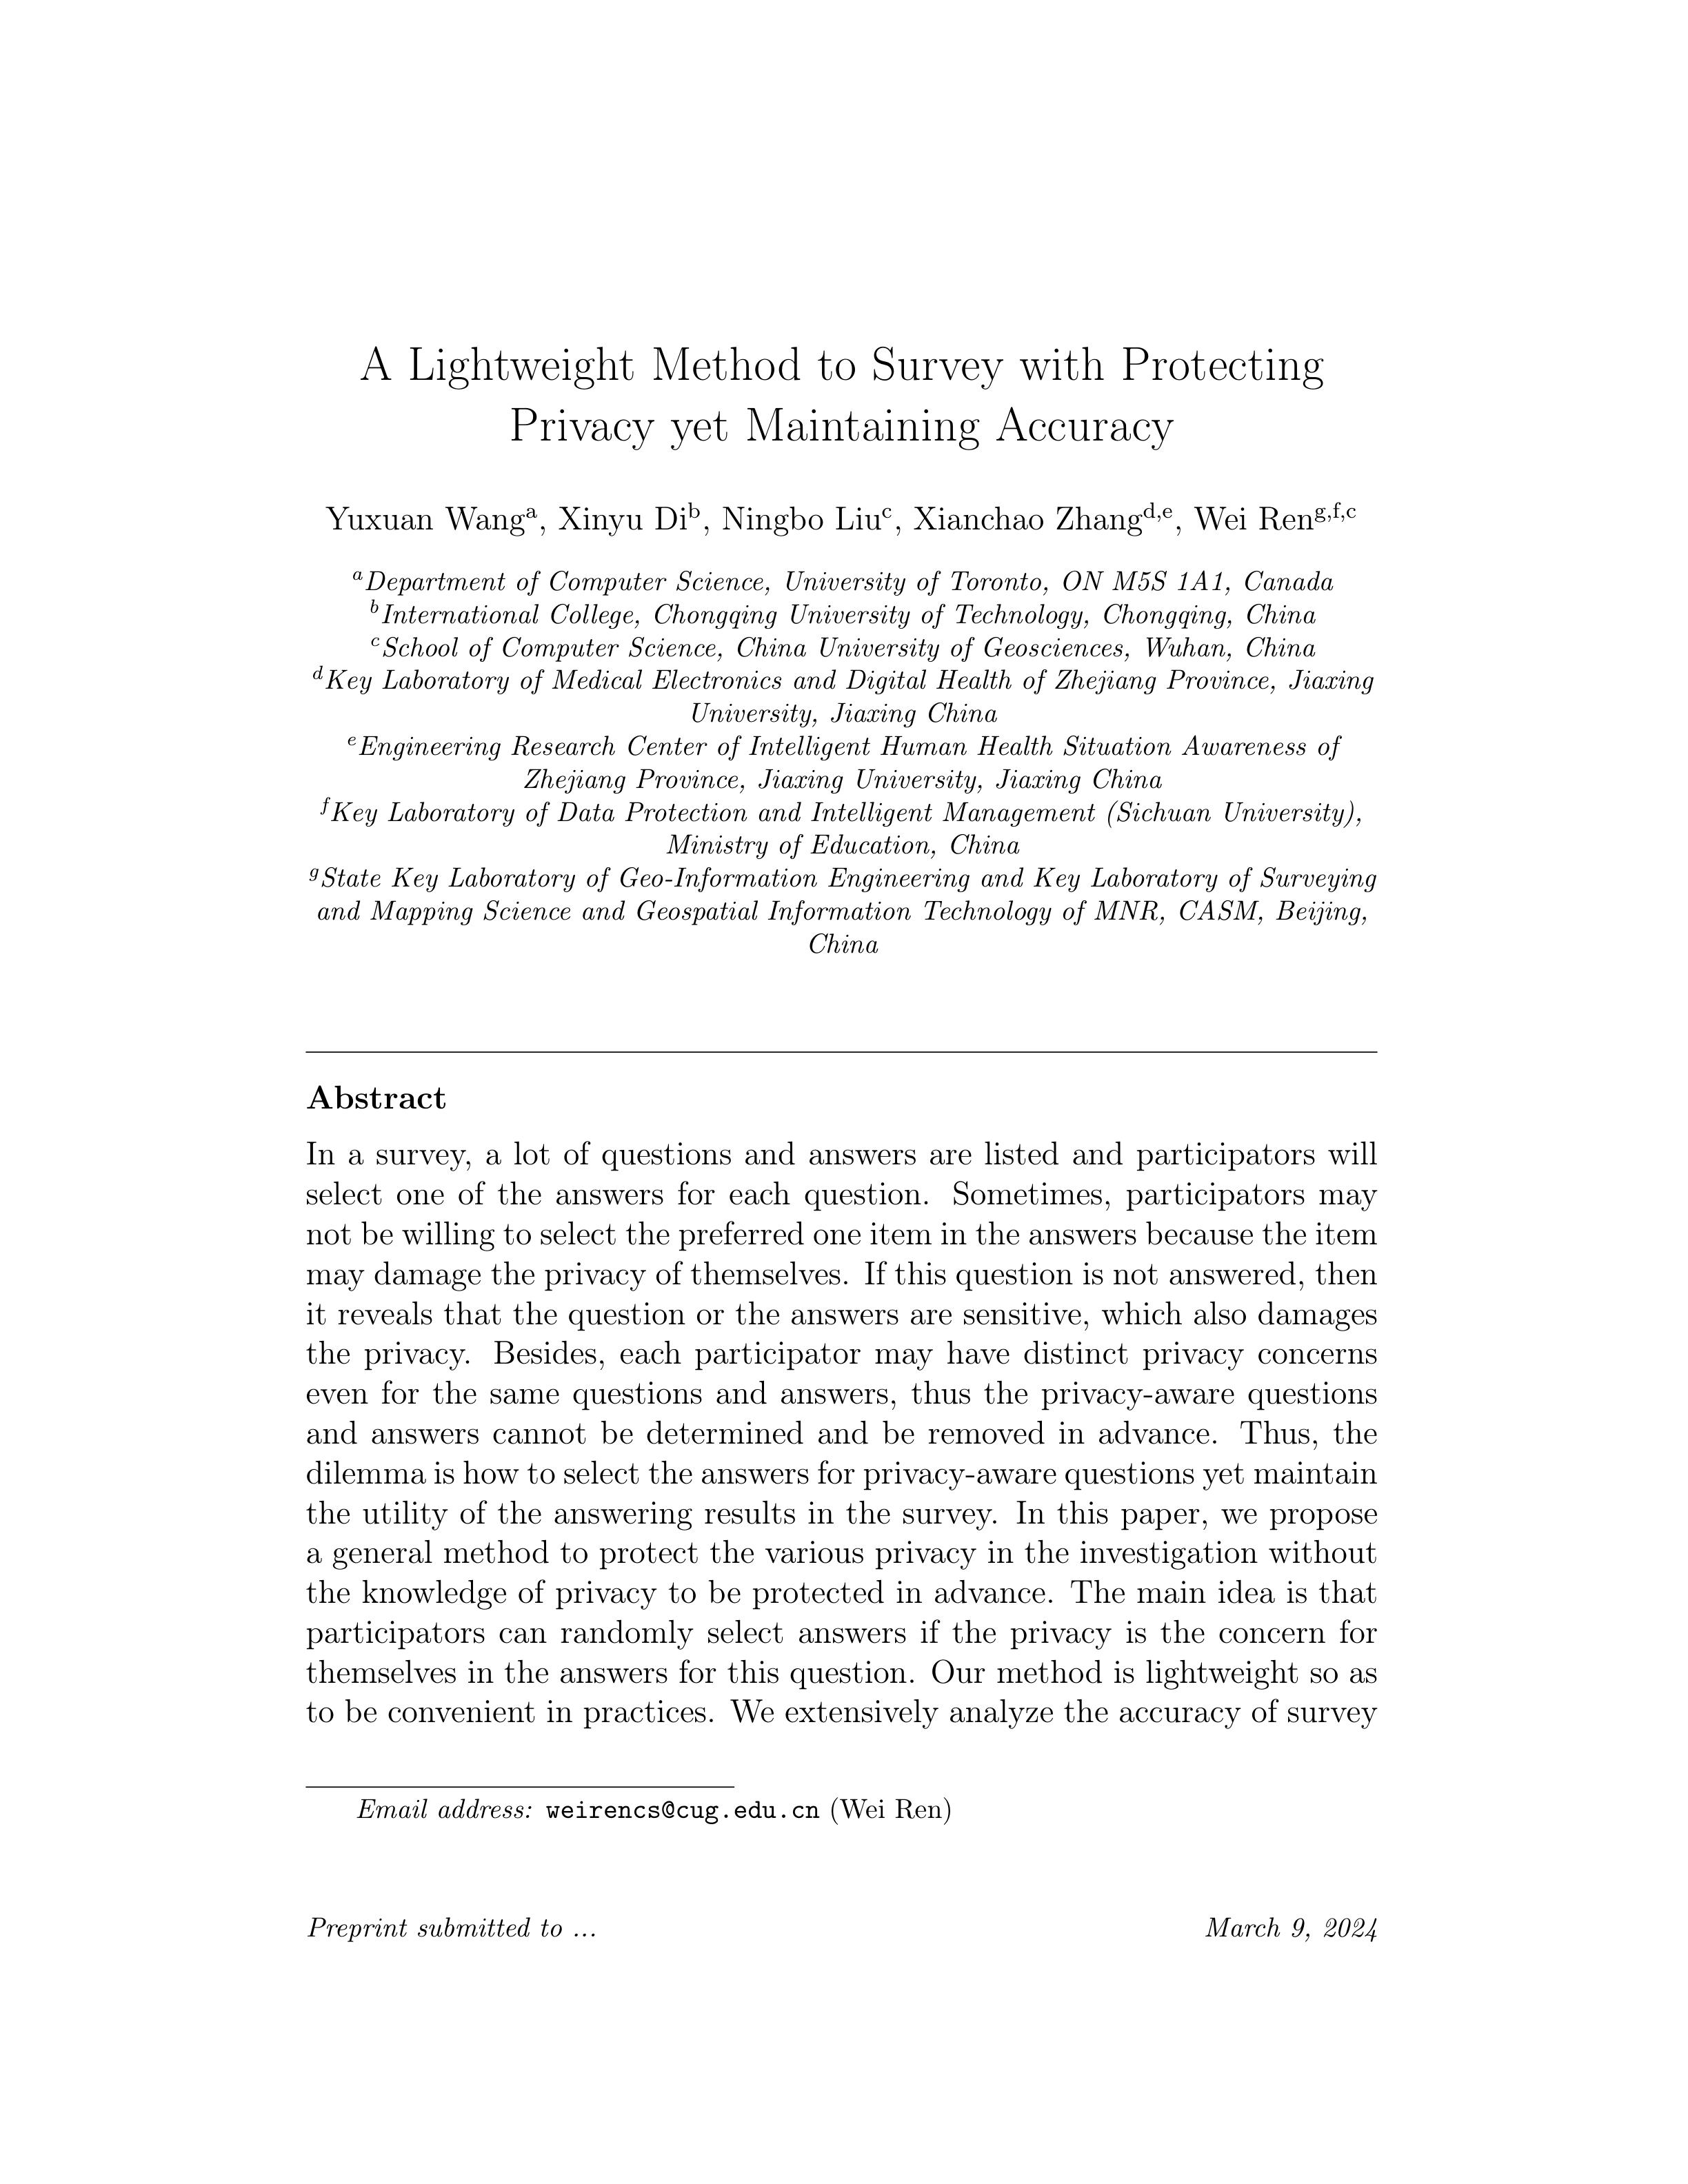 A Lightweight Method to Survey with Protecting
Privacy yet Maintaining Accuracy
Yuxuan Wangᵃ, Xinyu Diᵇ, Ningbo Liuᶜ, Xianchao Zhangᵈ,ᵉ, Wei Renᵍ,ᶠ,ᶜ
ᵃDepartment of Computer Science, University of Toronto, ON M5S 1A1, Canada
ᵇInternational College, Chongqing University of Technology, Chongqing, China
ᶜSchool of Computer Science, China University of Geosciences, Wuhan, China
ᵈKey Laboratory of Medical Electronics and Digital Health of Zhejiang Province, Jiaxing
University, Jiaxing China
ᵉEngineering Research Center of Intelligent Human Health Situation Awareness of
Zhejiang Province, Jiaxing University, Jiaxing China
ᶠKey Laboratory of Data Protection and Intelligent Management (Sichuan University),
Ministry of Education, China
ᵍState Key Laboratory of Geo-Information Engineering and Key Laboratory of Surveying
and Mapping Science and Geospatial Information Technology of MNR, CASM, Beijing,
China
Abstract
In a survey, a lot of questions and answers are listed and participators will
select one of the answers for each question. Sometimes, participators may
not be willing to select the preferred one item in the answers because the item
may damage the privacy of themselves. If this question is not answered, then
it reveals that the question or the answers are sensitive, which also damages
the privacy. Besides, each participator may have distinct privacy concerns
even for the same questions and answers, thus the privacy-aware questions
and answers cannot be determined and be removed in advance. Thus, the
dilemma is how to select the answers for privacy-aware questions yet maintain
the utility of the answering results in the survey. In this paper, we propose
a general method to protect the various privacy in the investigation without
the knowledge of privacy to be protected in advance. The main idea is that
participators can randomly select answers if the privacy is the concern for
themselves in the answers for this question. Our method is lightweight so as
to be convenient in practices. We extensively analyze the accuracy of survey
Email address: weirencs@cug.edu.cn (Wei Ren)
Preprint submitted to ... March 9, 2024